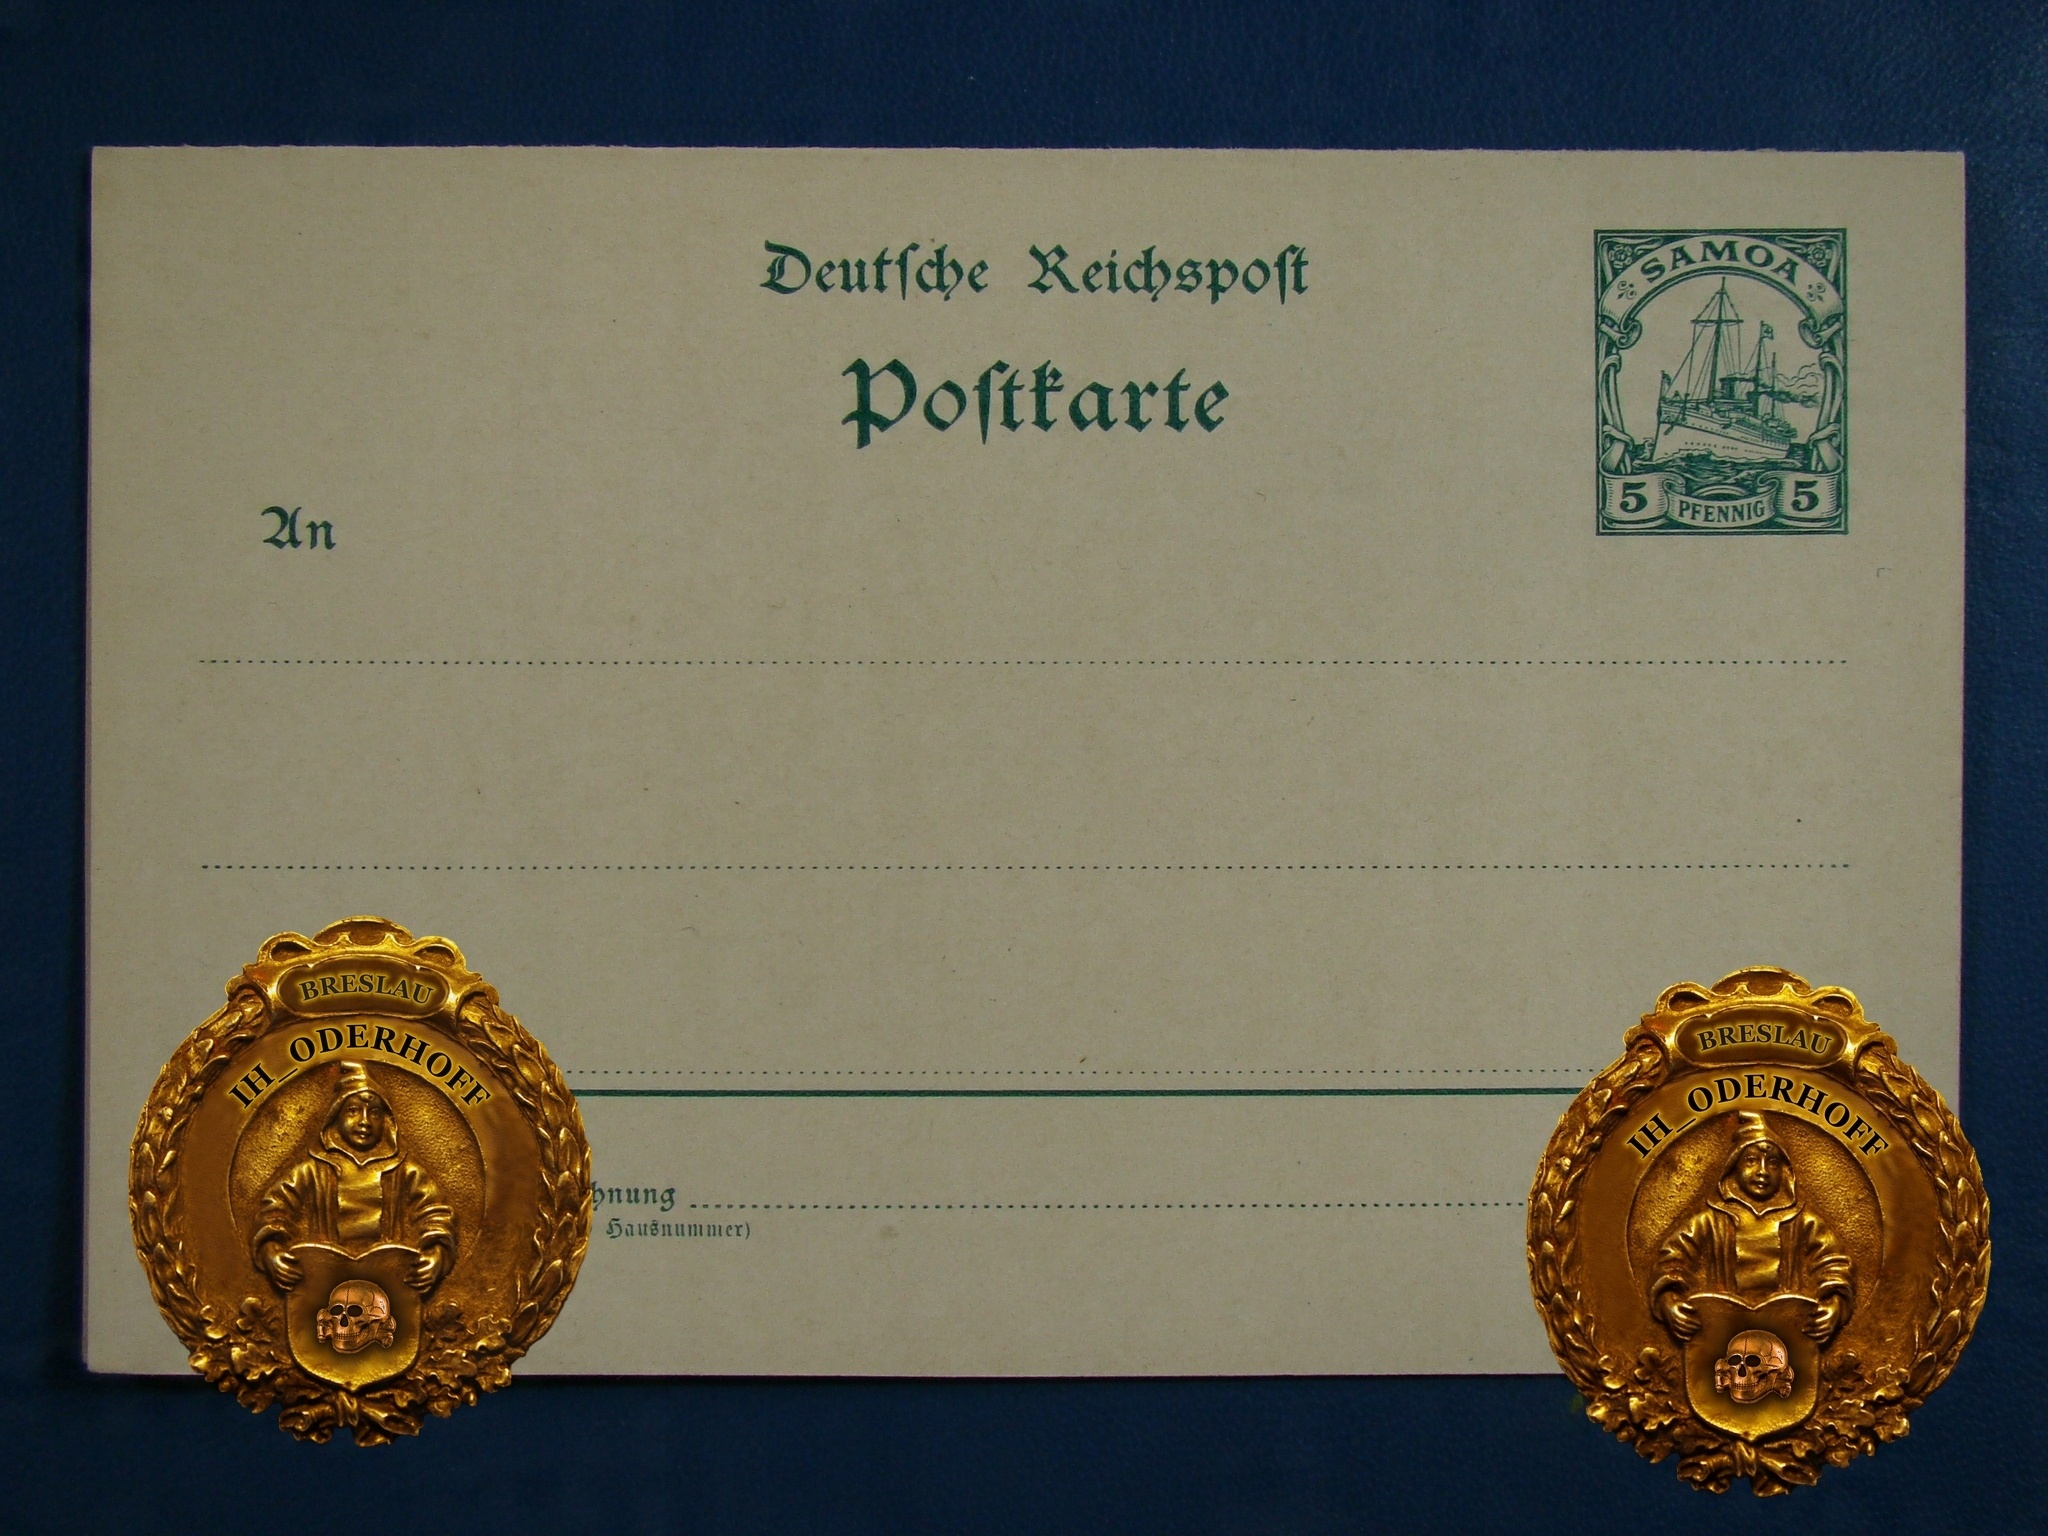 Deutſche Reichspoſt
SAMOA
Poſtkarte
5 PFENNIG 5
An
BRESLAU
IH_ODERHOFF
BRESLAU
IH_ODERHOFF
hnung
Hausnummer)